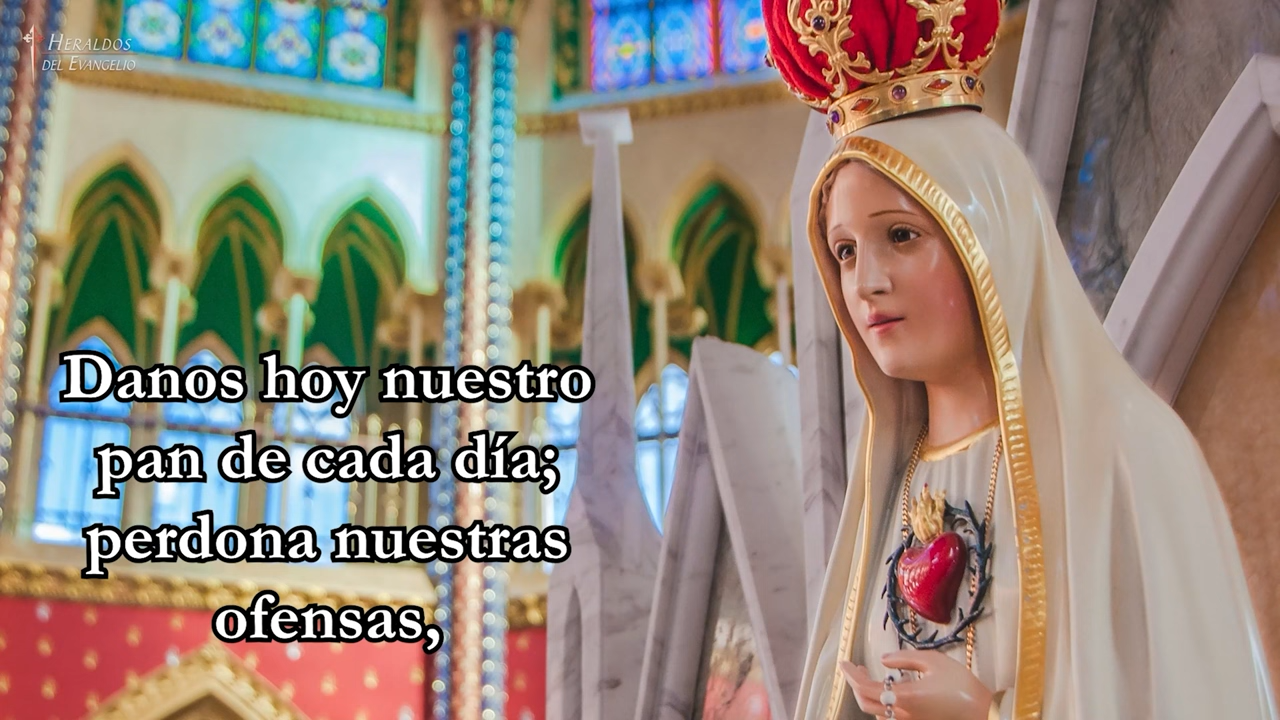 Heraldos
del Evangelio
Danos hoy nuestro
pan de cada día;
perdona nuestras
ofensas,